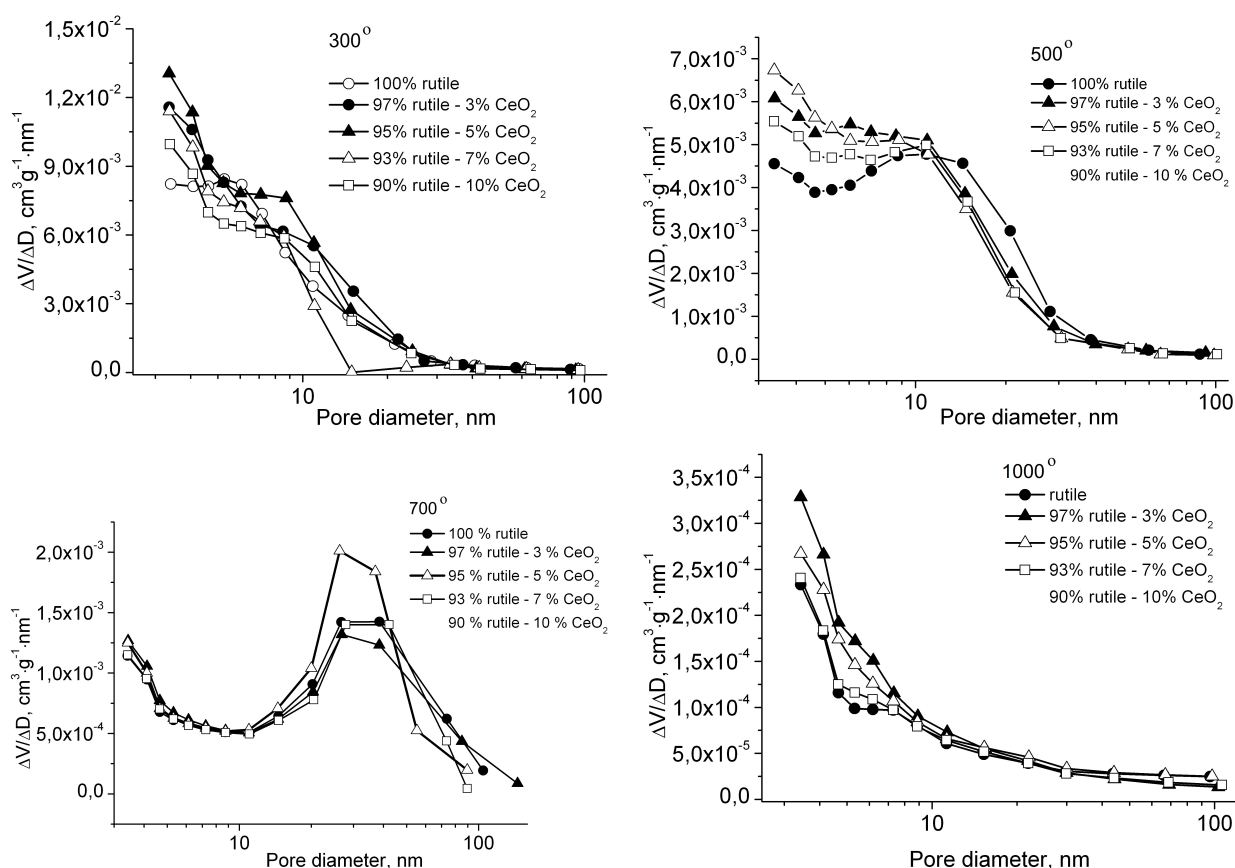 300°
100% rutile
97% rutile - 3% CeO₂
95% rutile - 5% CeO₂
93% rutile - 7% CeO₂
90% rutile - 10% CeO₂
1,5x10⁻²
1,2x10⁻²
9,0x10⁻³
6,0x10⁻³
3,0x10⁻³
0,0
ΔV/ΔD, cm³g⁻¹·nm⁻¹
10
100
Pore diameter, nm
500°
100% rutile
97% rutile - 3 % CeO₂
95% rutile - 5% CeO₂
93% rutile - 7 % CeO₂
90% rutile - 10 % CeO₂
7,0x10⁻³
6,0x10⁻³
5,0x10⁻³
4,0x10⁻³
3,0x10⁻³
2,0x10⁻³
1,0x10⁻³
0,0
ΔV/ΔD, cm³g⁻¹·nm⁻¹
10
100
Pore diameter, nm
700°
100 % rutile
97 % rutile - 3 % CeO₂
95 % rutile - 5 % CeO₂
93 % rutile - 7 % CeO₂
90 % rutile - 10 % CeO₂
2,0x10⁻³
1,5x10⁻³
1,0x10⁻³
5,0x10⁻⁴
0,0
ΔV/ΔD, cm³·g⁻¹·nm⁻¹
10
100
Pore diameter, nm
1000°
rutile
97% rutile - 3% CeO₂
95% rutile - 5% CeO₂
93% rutile - 7% CeO₂
90% rutile - 10% CeO₂
3,5x10⁻⁴
3,0x10⁻⁴
2,5x10⁻⁴
2,0x10⁻⁴
1,5x10⁻⁴
1,0x10⁻⁴
5,0x10⁻⁵
0,0
ΔV/ΔD, cm³·g⁻¹·nm⁻¹
10
100
Pore diameter, nm